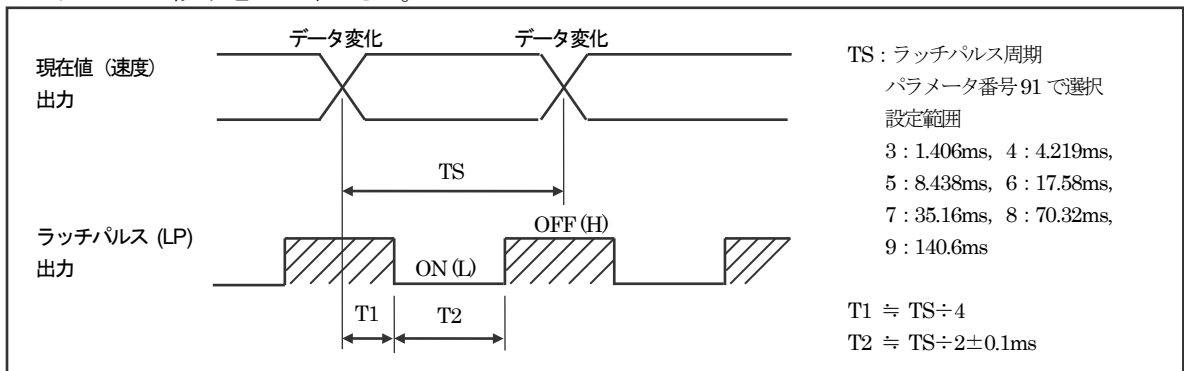 データ変化
データ変化
現在値（速度）
出力
TS
ラッチパルス (LP)
出力
OFF (H)
ON (L)
T1
T2
TS：ラッチパルス周期
パラメータ番号 91 で選択
設定範囲
3：1.406ms, 4：4.219ms,
5：8.438ms, 6：17.58ms,
7：35.16ms, 8：70.32ms,
9：140.6ms
T1 ≒ TS÷4
T2 ≒ TS÷2±0.1ms